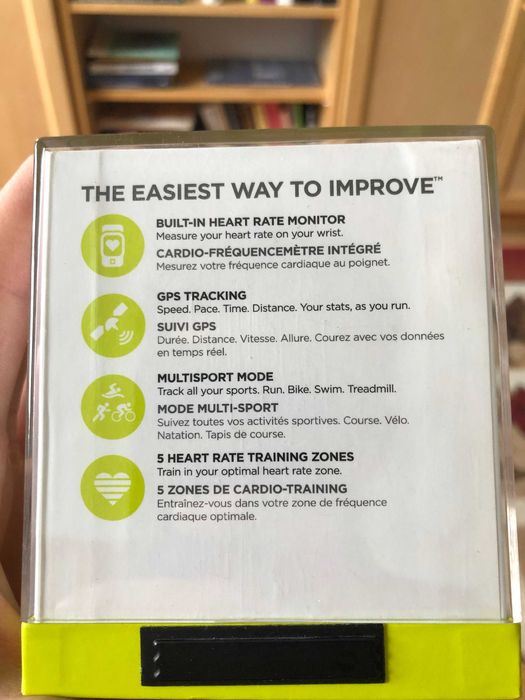 THE EASIEST WAY TO IMPROVE™
BUILT-IN HEART RATE MONITOR
Measure your heart rate on your wrist.
CARDIO-FRÉQUENCEMÈTRE INTÉGRÉ
Mesurez votre fréquence cardiaque au poignet.
GPS TRACKING
Speed. Pace. Time. Distance. Your stats, as you run.
SUIVI GPS
Durée. Distance. Vitesse. Allure. Courez avec vos données
en temps réel.
MULTISPORT MODE
Track all your sports. Run. Bike. Swim. Treadmill.
MODE MULTI-SPORT
Suivez toutes vos activités sportives. Course. Vélo.
Natation. Tapis de course.
5 HEART RATE TRAINING ZONES
Train in your optimal heart rate zone.
5 ZONES DE CARDIO-TRAINING
Entraînez-vous dans votre zone de fréquence
cardiaque optimale.